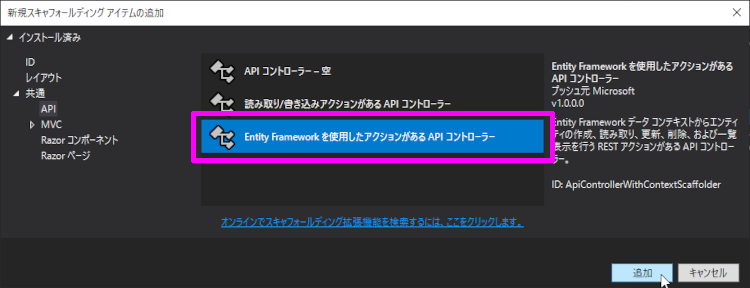 新規スキャフォールディング アイテムの追加
インストール済み
ID
レイアウト
共通
API
MVC
Razor コンポーネント
Razor ページ
API コントローラー – 空
読み取り/書き込みアクションがある API コントローラー
Entity Framework を使用したアクションがある API コントローラー
オンラインでスキャフォールディング拡張機能を検索するには、ここをクリックします。
Entity Framework を使用したアクションがある
API コントローラー
プッシュ元 Microsoft
v1.0.0.0
Entity Framework データ コンテキストからエンティ
ティの作成、読み取り、更新、削除、および一覧
表示を行う REST アクションがある API コントロー
ラー。
ID: ApiControllerWithContextScaffolder
追加
キャンセル